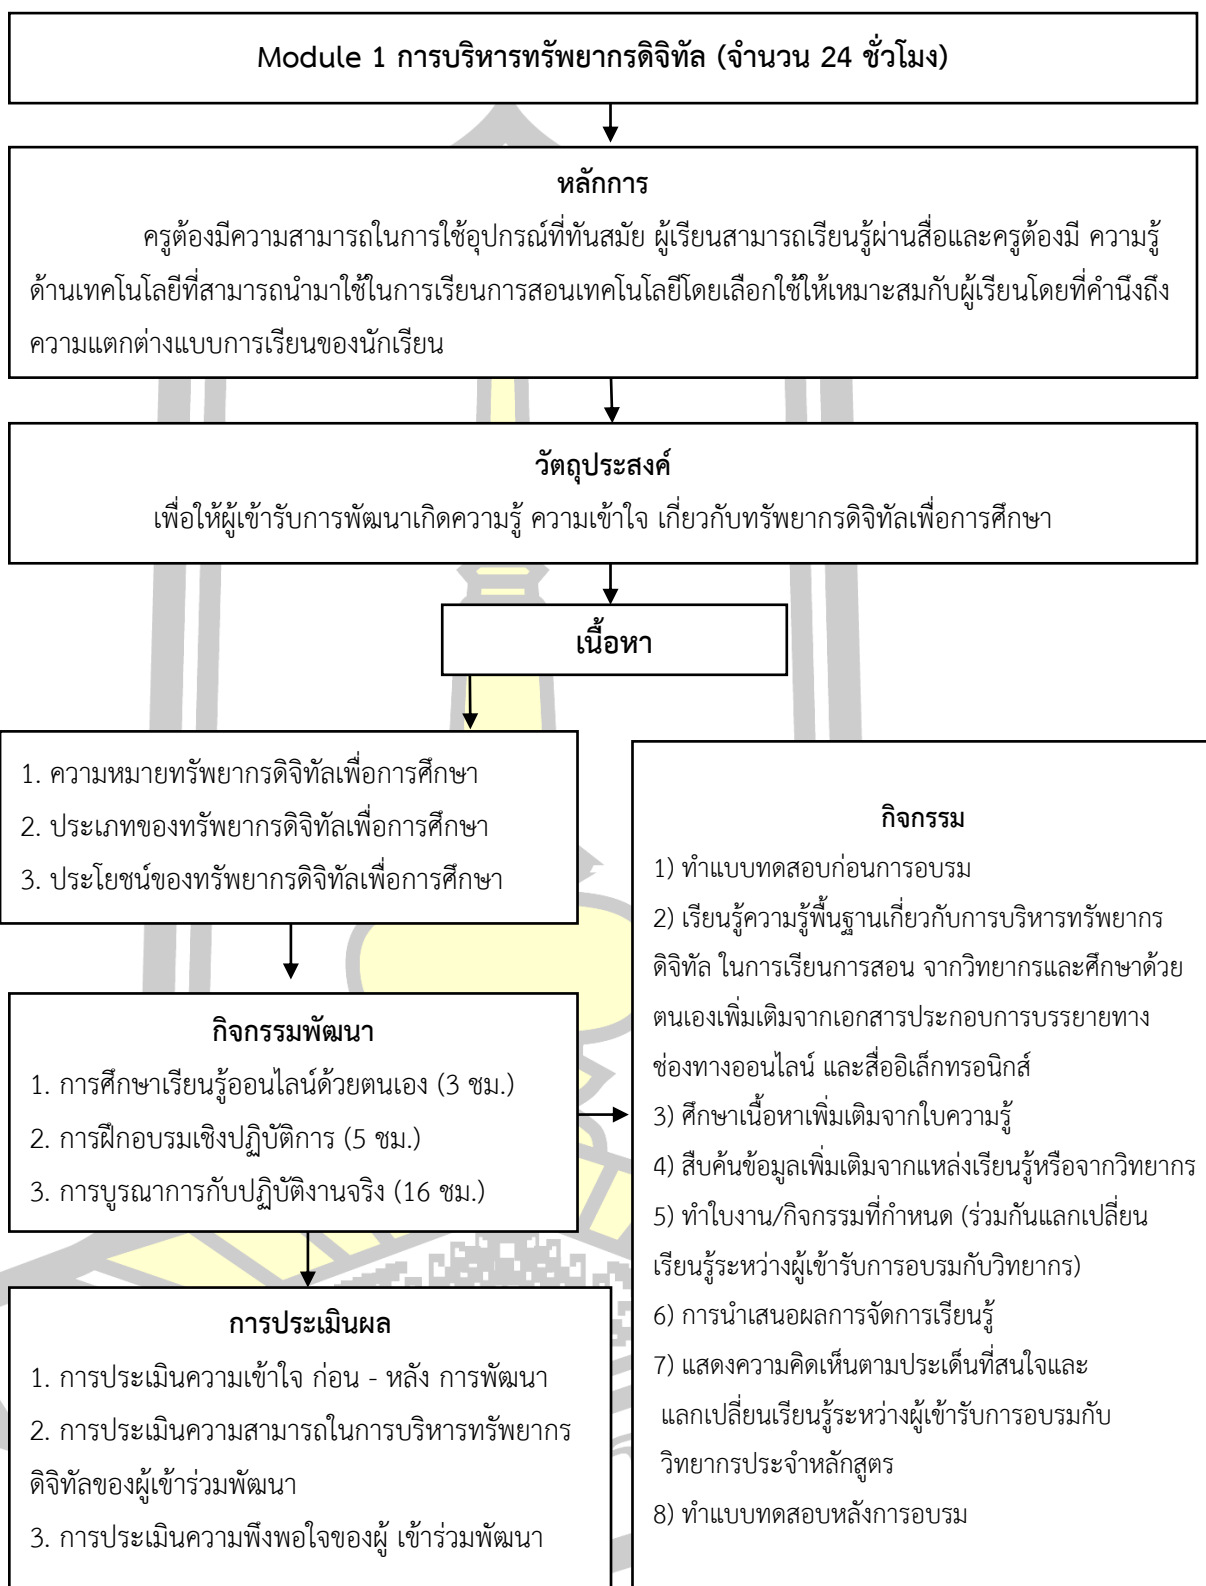 Module 1 การบริหารทรัพยากรดิจิทัล (จำนวน 24 ชั่วโมง)
หลักการ
ครูต้องมีความสามารถในการใช้อุปกรณ์ที่ทันสมัย ผู้เรียนสามารถเรียนรู้ผ่านสื่อและครูต้องมี ความรู้
ด้านเทคโนโลยีที่สามารถนำมาใช้ในการเรียนการสอนเทคโนโลยีโดยเลือกใช้ให้เหมาะสมกับผู้เรียนโดยที่คำนึงถึง
ความแตกต่างแบบการเรียนของนักเรียน
วัตถุประสงค์
เพื่อให้ผู้เข้ารับการพัฒนาเกิดความรู้ ความเข้าใจ เกี่ยวกับทรัพยากรดิจิทัลเพื่อการศึกษา
เนื้อหา
1. ความหมายทรัพยากรดิจิทัลเพื่อการศึกษา
2. ประเภทของทรัพยากรดิจิทัลเพื่อการศึกษา
3. ประโยชน์ของทรัพยากรดิจิทัลเพื่อการศึกษา
กิจกรรมพัฒนา
1. การศึกษาเรียนรู้ออนไลน์ด้วยตนเอง (3 ชม.)
2. การฝึกอบรมเชิงปฏิบัติการ (5 ชม.)
3. การบูรณาการกับปฏิบัติงานจริง (16 ชม.)
การประเมินผล
1. การประเมินความเข้าใจ ก่อน - หลัง การพัฒนา
2. การประเมินความสามารถในการบริหารทรัพยากร
ดิจิทัลของผู้เข้าร่วมพัฒนา
3. การประเมินความพึงพอใจของผู้ เข้าร่วมพัฒนา
กิจกรรม
1) ทำแบบทดสอบก่อนการอบรม
2) เรียนรู้ความรู้พื้นฐานเกี่ยวกับการบริหารทรัพยากร
ดิจิทัล ในการเรียนการสอน จากวิทยากรและศึกษาด้วย
ตนเองเพิ่มเติมจากเอกสารประกอบการบรรยายทาง
ช่องทางออนไลน์ และสื่ออิเล็กทรอนิกส์
3) ศึกษาเนื้อหาเพิ่มเติมจากใบความรู้
4) สืบค้นข้อมูลเพิ่มเติมจากแหล่งเรียนรู้หรือจากวิทยากร
5) ทำใบงาน/กิจกรรมที่กำหนด (ร่วมกันแลกเปลี่ยน
เรียนรู้ระหว่างผู้เข้ารับการอบรมกับวิทยากร)
6) การนำเสนอผลการจัดการเรียนรู้
7) แสดงความคิดเห็นตามประเด็นที่สนใจและ
แลกเปลี่ยนเรียนรู้ระหว่างผู้เข้ารับการอบรมกับ
วิทยากรประจำหลักสูตร
8) ทำแบบทดสอบหลังการอบรม